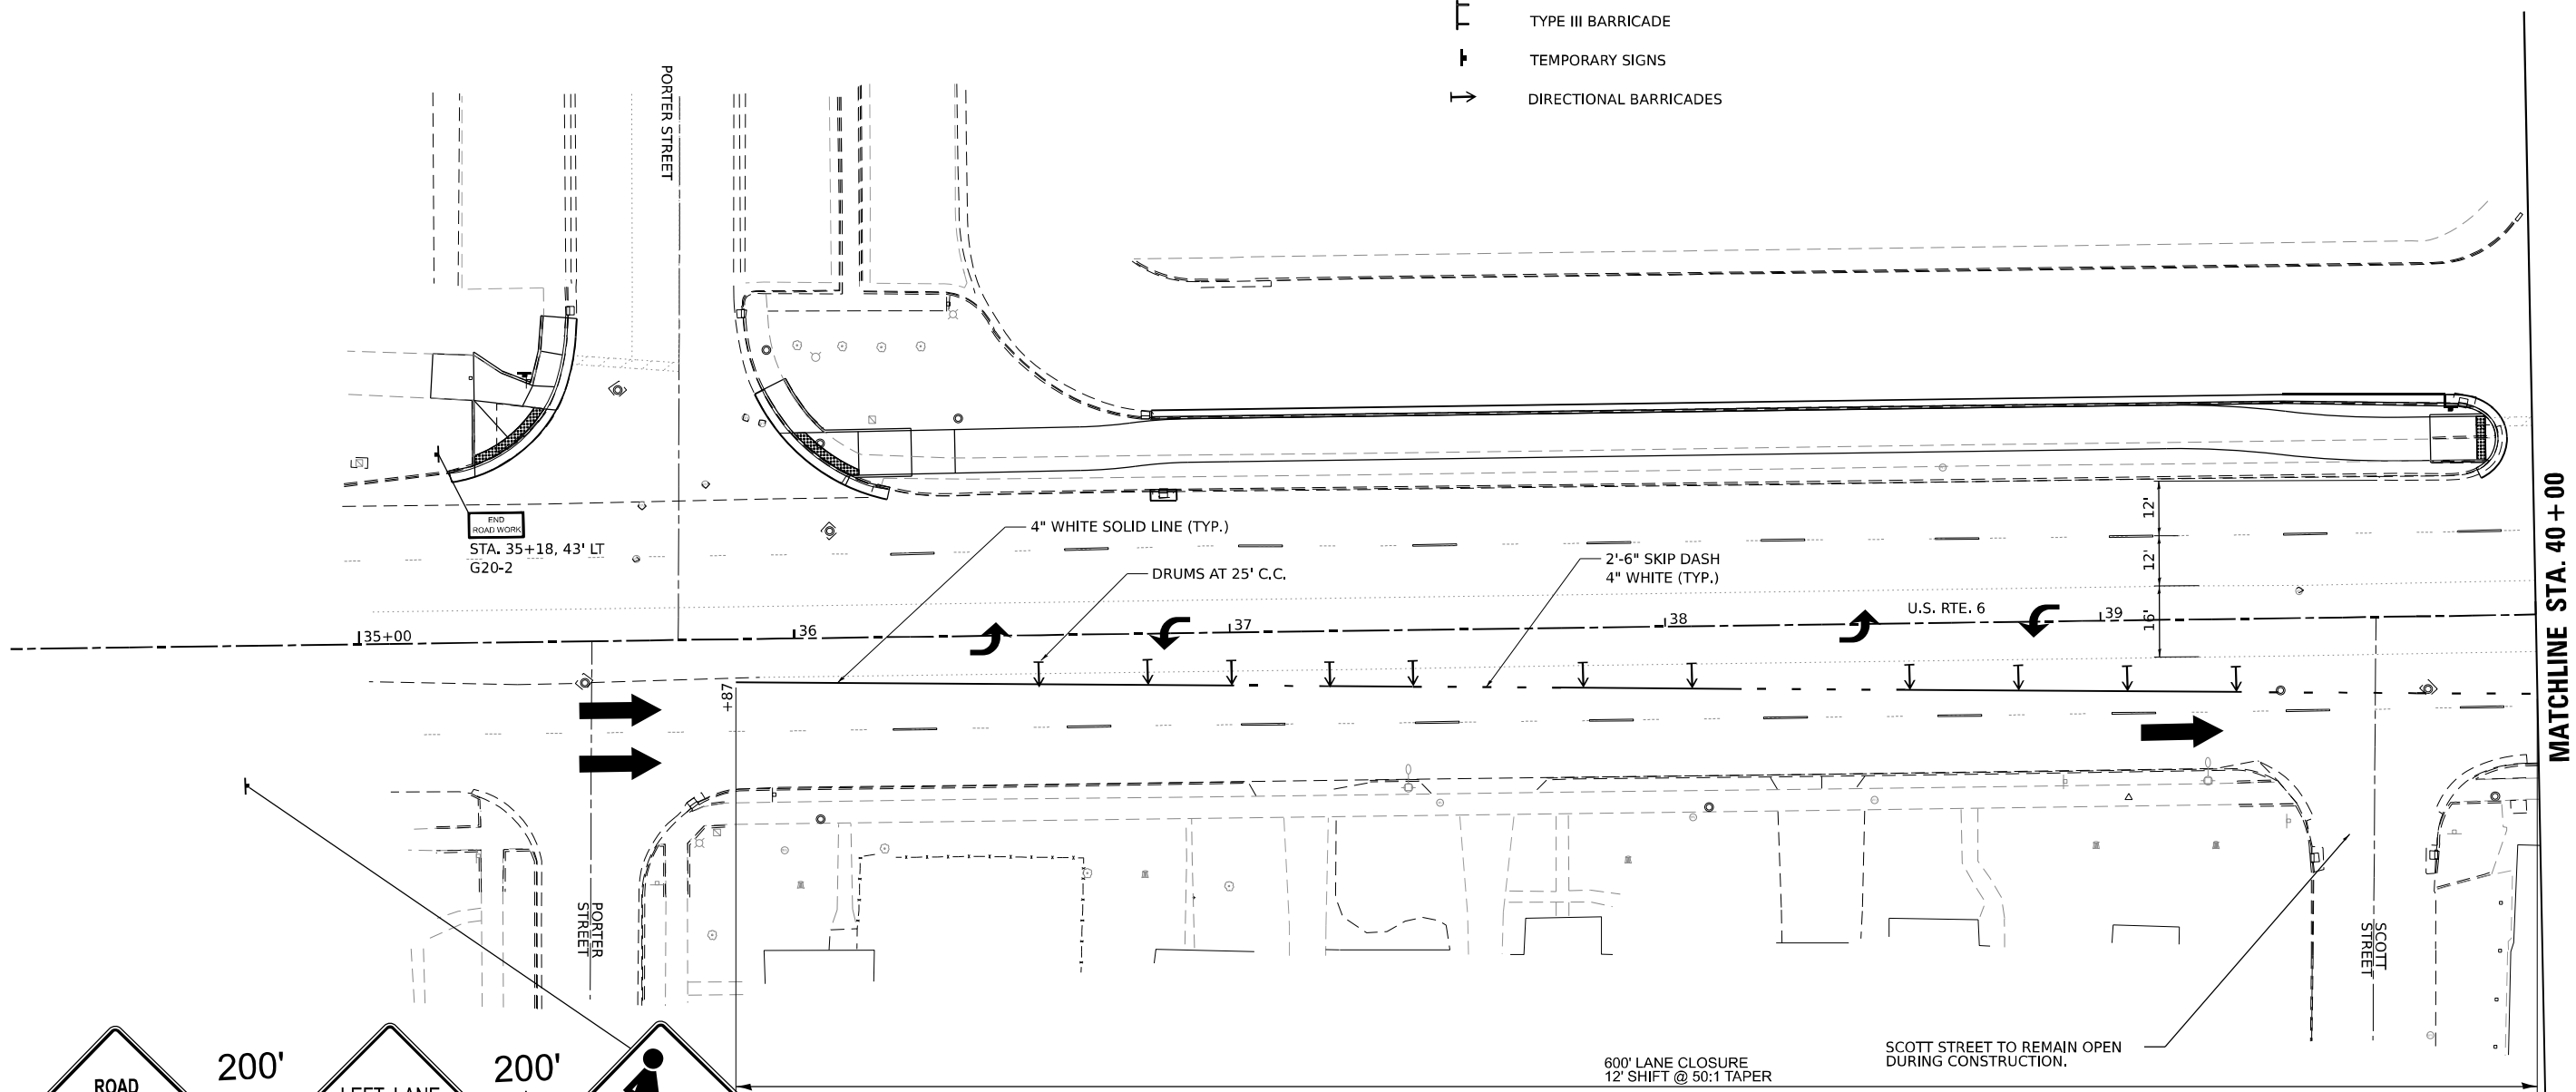 TYPE III BARRICADE
TEMPORARY SIGNS
DIRECTIONAL BARRICADES
PORTER STREET
END
ROAD WORK
STA. 35+18, 43' LT
G20-2
4" WHITE SOLID LINE (TYP.)
DRUMS AT 25' C.C.
2'-6" SKIP DASH
4" WHITE (TYP.)
12'
12'
16'
U.S. RTE. 6
35+00
36
37
38
39
+87
MATCHLINE STA. 40+00
PORTER
STREET
SCOTT
STREET
SCOTT STREET TO REMAIN OPEN
DURING CONSTRUCTION.
600' LANE CLOSURE
12' SHIFT @ 50:1 TAPER
ROAD
200'
LEFT LANE
200'